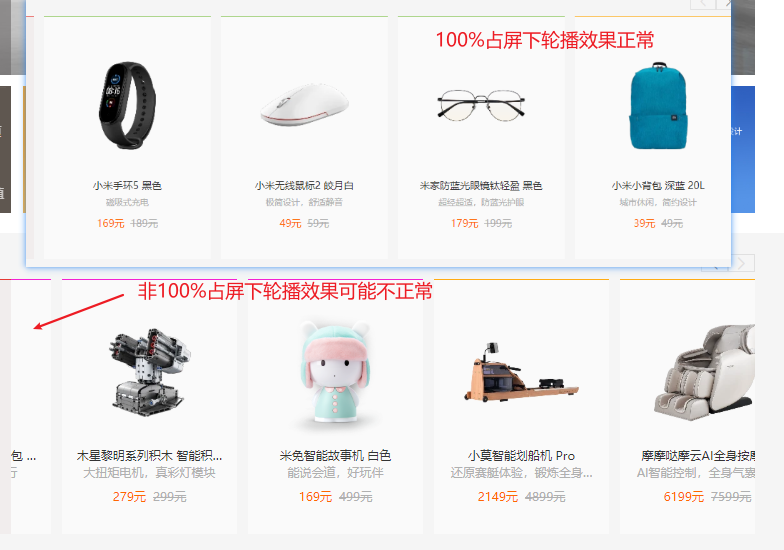 100%占屏下轮播效果正常
小米手环5 黑色
小米无线鼠标2 皎月白
米家防蓝光眼镜钛轻盈 黑色
小米小背包 深蓝 20L
磁吸式充电
极简设计，舒适静音
超轻超适，防蓝光护眼
城市休闲，简约设计
169元 189元
49元 59元
179元 199元
39元 49元
设计
值
非100%占屏下轮播效果可能不正常
包 ...
木星黎明系列积木 智能积...
米兔智能故事机 白色
小莫智能划船机 Pro
摩摩哒摩云AI全身按摩
行
大扭矩电机，真彩灯模块
能说会道，好玩伴
还原赛艇体验，锻炼全身...
AI智能控制，全身气囊
279元 299元
169元 499元
2149元 4899元
6199元 7599元